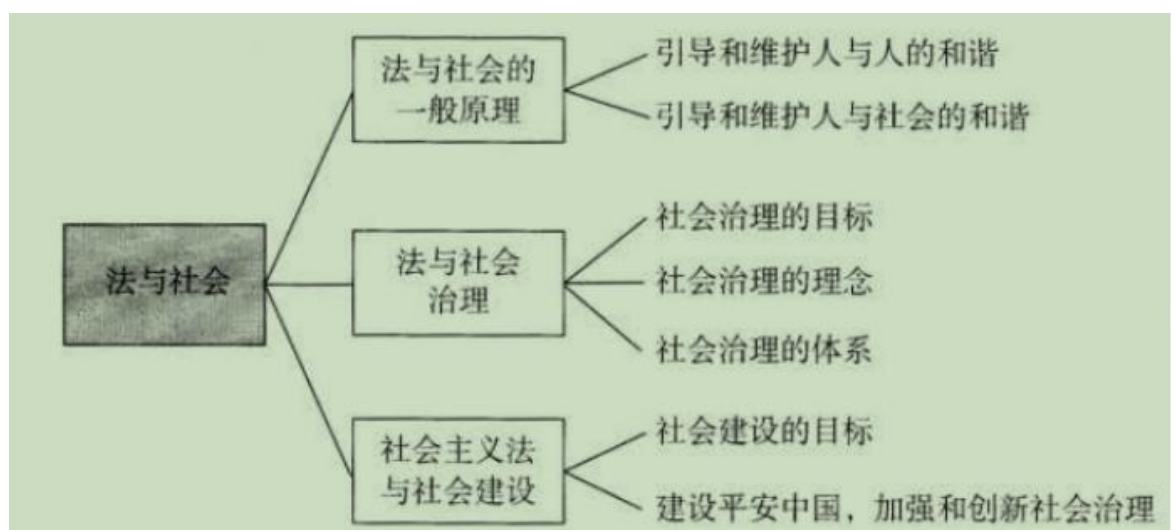 法与社会
法与社会的
一般原理
引导和维护人与人的和谐
引导和维护人与社会的和谐
法与社会
治理
社会治理的目标
社会治理的理念
社会治理的体系
社会主义法
与社会建设
社会建设的目标
建设平安中国，加强和创新社会治理